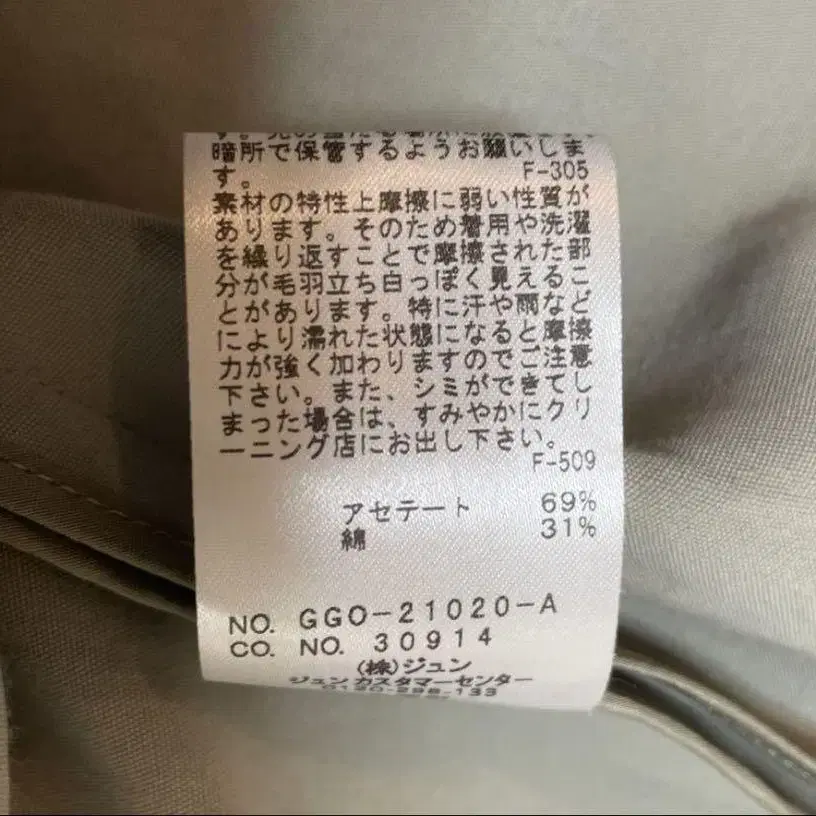 暗所で保管するようお願いしま
す。
F-305
素材の特性上摩擦に弱い性質が
あります。そのため着用や洗濯
を繰り返すことで摩擦された部
分が毛羽立ち白っぽく見えるこ
とがあります。特に汗や雨など
により濡れた状態になると摩擦
力が強く加わりますのでご注意
下さい。また、シミができてし
まった場合は、すみやかにクリ
ーニング店にお出し下さい。
F-509
アセテート 69%
綿 31%
NO. GGO-21020-A
CO. NO. 30914
(株)ジュン
ジュン カスタマーセンター
0120-298-133